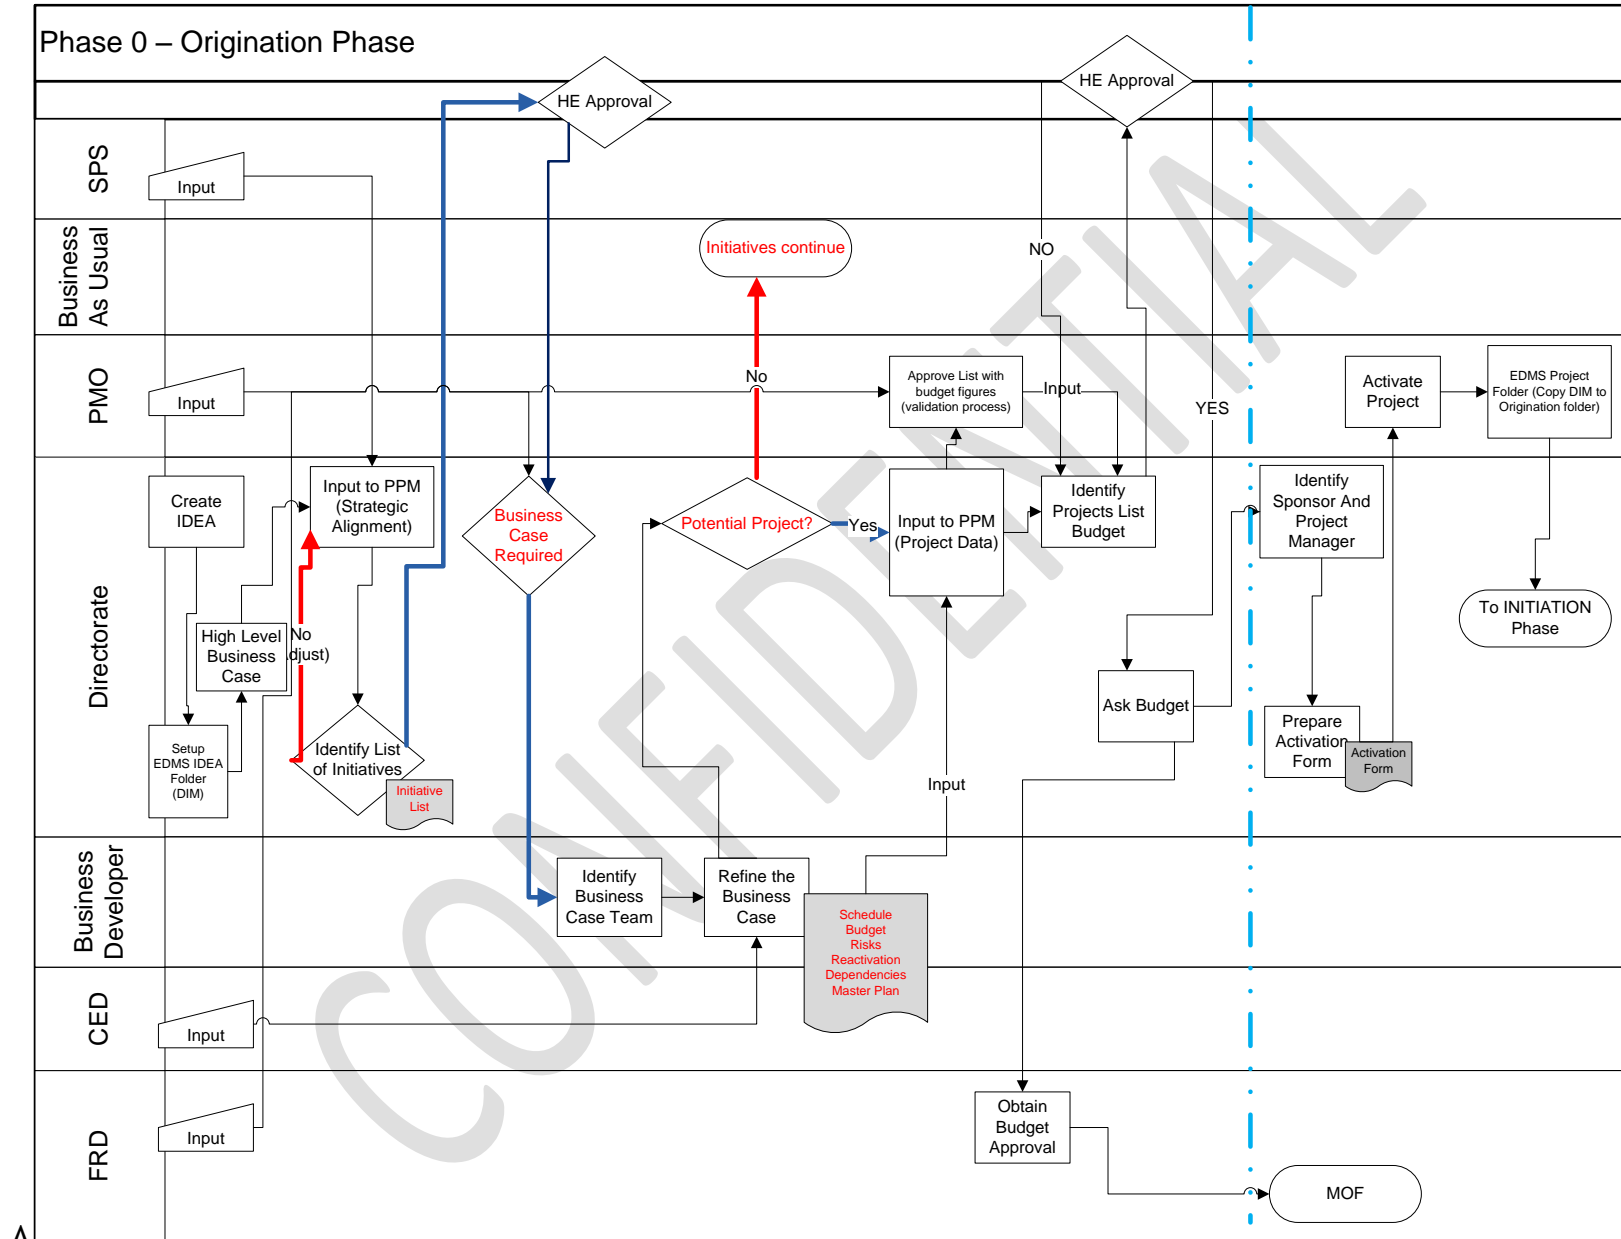 Phase 0 – Origination Phase
HE Approval
HE Approval
SPS
Input
Business
As Usual
Initiatives continue
NO
PMO
Input
No
Approve List with
budget figures
(validation process)
Input
YES
Activate
Project
EDMS Project
Folder (Copy DIM to
Origination folder)
Directorate
Create
IDEA
Input to PPM
(Strategic
Alignment)
Business
Case
Required
Potential Project?
Yes
Input to PPM
(Project Data)
Identify
Projects List
Budget
Identify
Sponsor And
Project
Manager
To INITIATION
Phase
High Level
Business
Case
No
djust)
Setup
EDMS IDEA
Folder
(DIM)
Identify List
of Initiatives
Initiative
List
Ask Budget
Prepare
Activation
Form
Activation
Form
Input
Business
Developer
Identify
Business
Case Team
Refine the
Business
Case
Schedule
Budget
Risks
Reactivation
Dependencies
Master Plan
CED
Input
FRD
Input
Obtain
Budget
Approval
MOF
CONFIDENTIAL